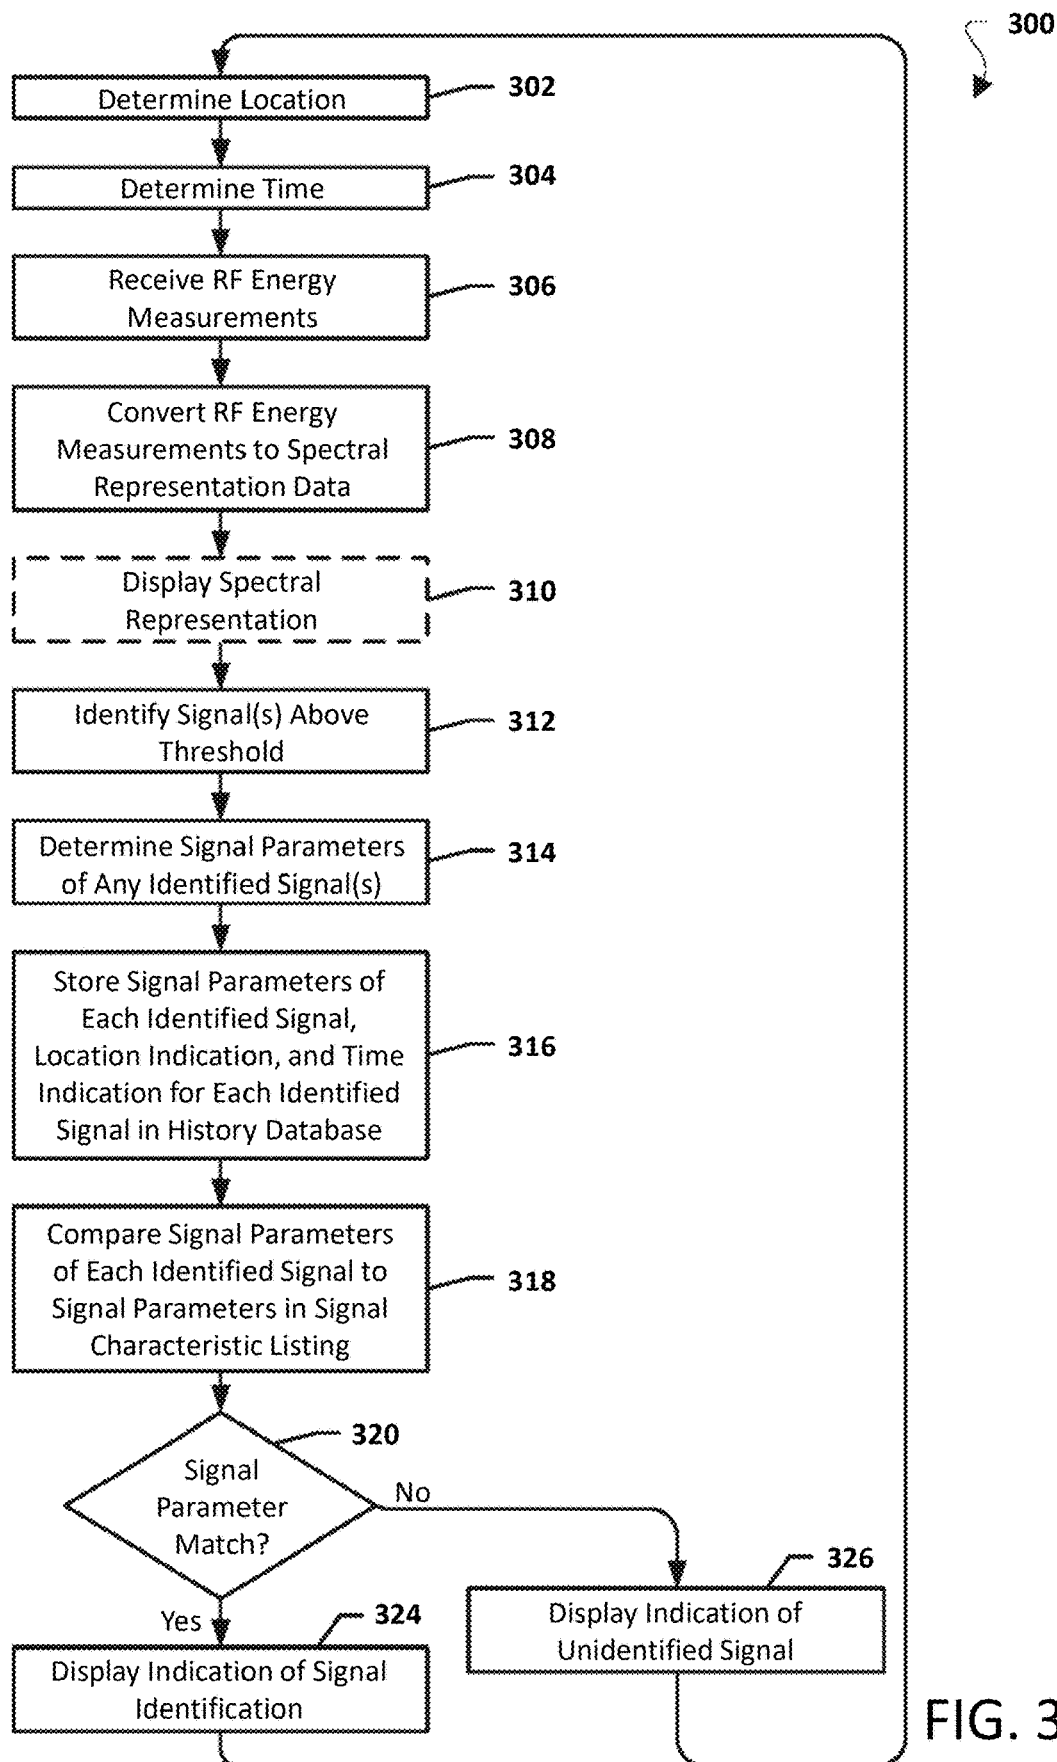 300
Determine Location
302
Determine Time
304
Receive RF Energy
Measurements
306
Convert RF Energy
Measurements to Spectral
Representation Data
308
Display Spectral
Representation
310
Identify Signal(s) Above
Threshold
312
Determine Signal Parameters
of Any Identified Signal(s)
314
Store Signal Parameters of
Each Identified Signal,
Location Indication, and Time
Indication for Each Identified
Signal in History Database
316
Compare Signal Parameters
of Each Identified Signal to
Signal Parameters in Signal
Characteristic Listing
318
320
Signal
Parameter
Match?
No
326
Display Indication of
Unidentified Signal
Yes
324
Display Indication of Signal
Identification
FIG. 3